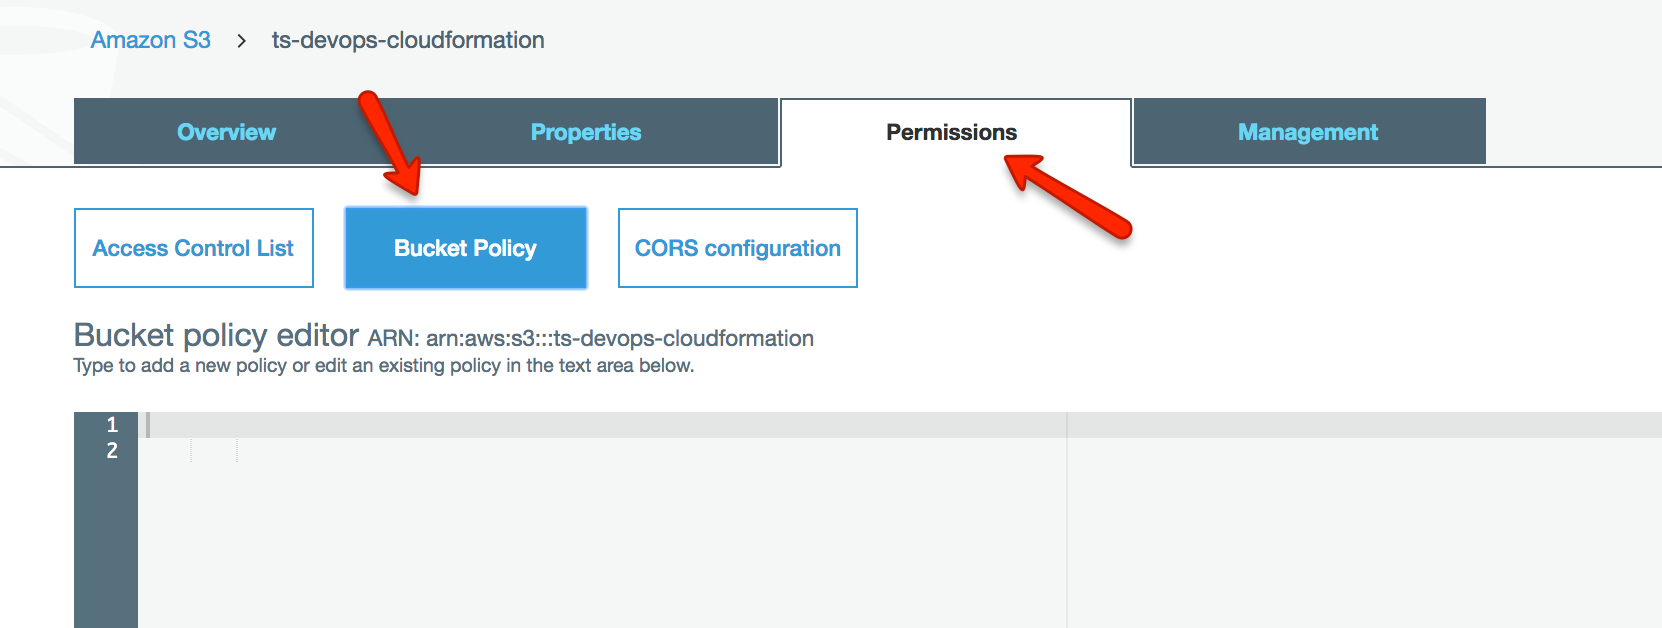 Amazon S3 > ts-devops-cloudformation
Overview Properties Permissions Management
Access Control List Bucket Policy CORS configuration
Bucket policy editor ARN: arn:aws:s3:::ts-devops-cloudformation
Type to add a new policy or edit an existing policy in the text area below.
1
2